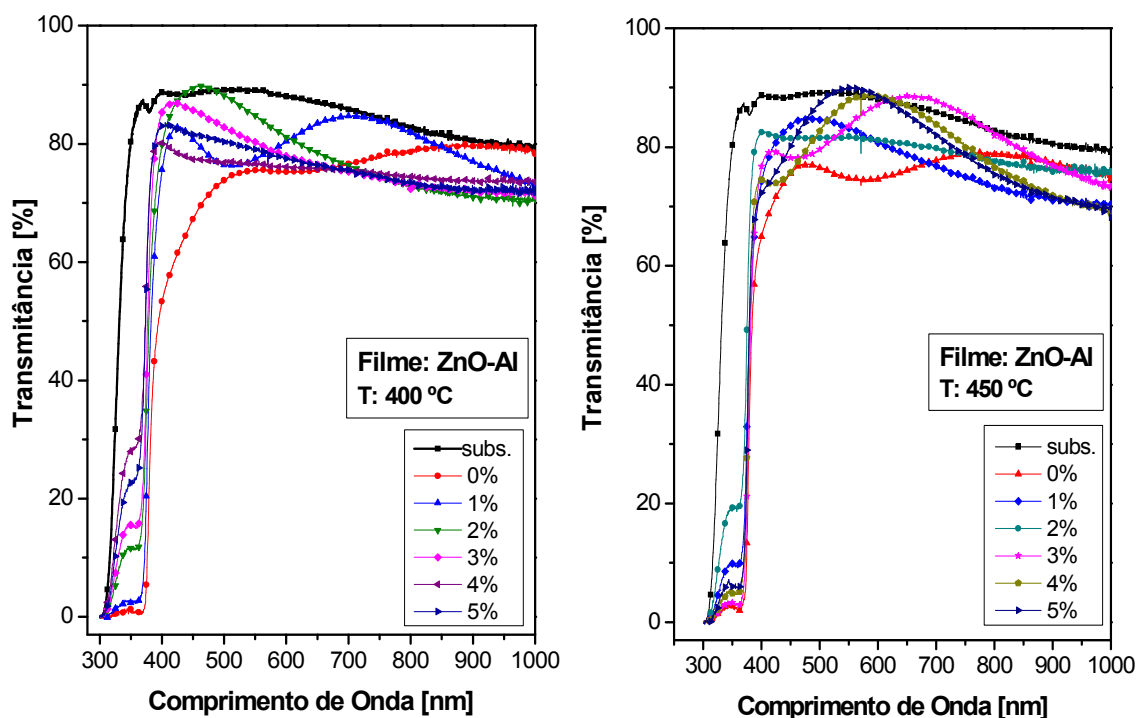 100
80
60
40
20
0
Transmitância [%]
300 400 500 600 700 800 900 1000
Comprimento de Onda [nm]
Filme: ZnO-Al
T: 400 ºC
subs.
0%
1%
2%
3%
4%
5%
100
80
60
40
20
0
Transmitância [%]
300 400 500 600 700 800 900 1000
Comprimento de Onda [nm]
Filme: ZnO-Al
T: 450 ºC
subs.
0%
1%
2%
3%
4%
5%